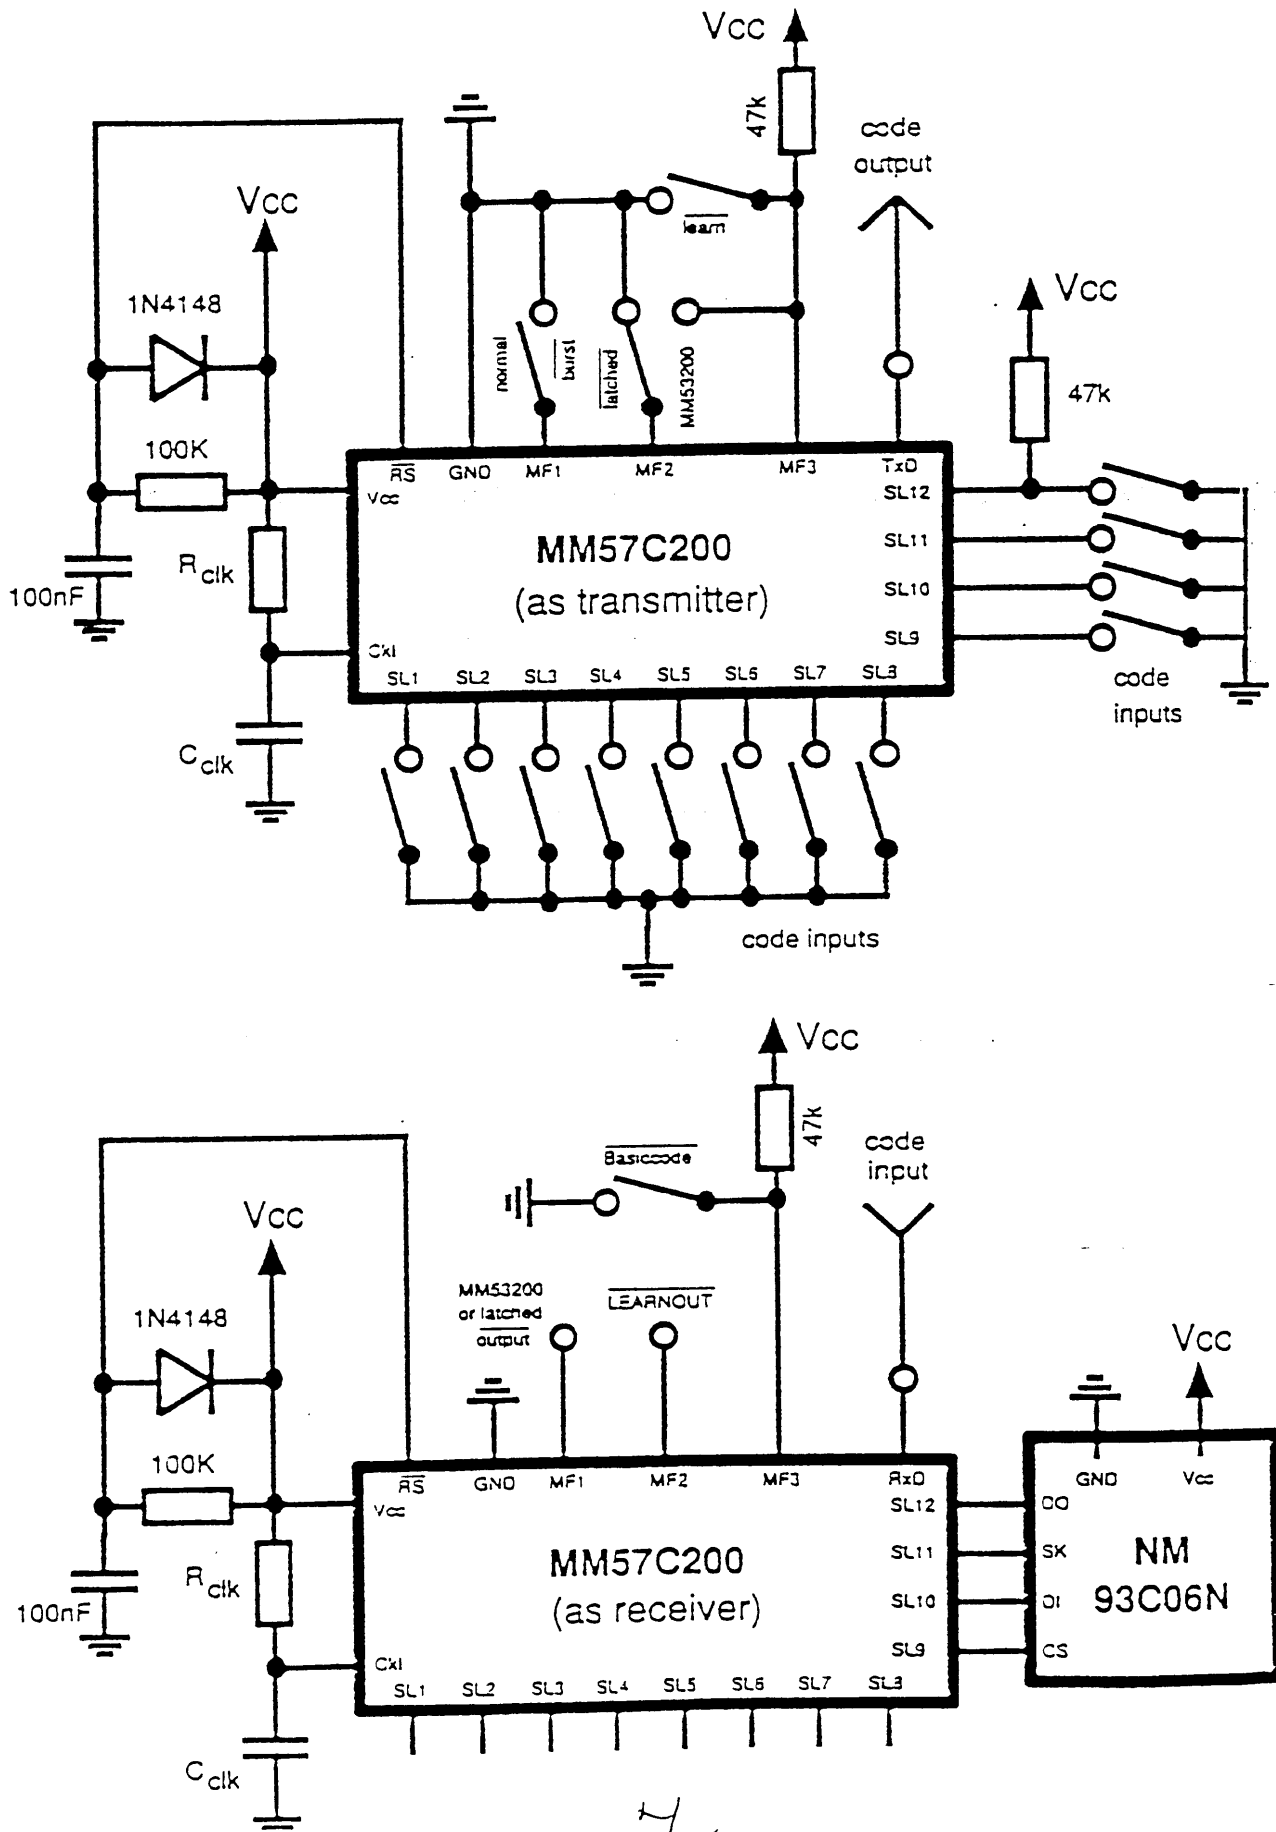 Vcc
47k
code
output
Vcc
learn
1N4148
normal
burst
latched
MM53200
Vcc
47k
100K
RS
GND
MF1
MF2
MF3
TxD
Vcc
SL12
MM57C200
(as transmitter)
SL11
SL10
SL9
100nF
Rclk
CKI
SL1
SL2
SL3
SL4
SL5
SL6
SL7
SL8
code
inputs
Cclk
code inputs
Vcc
47k
Basiccode
code
input
Vcc
MM53200
or latched
output
LEARNOUT
1N4148
Vcc
100K
RS
GND
MF1
MF2
MF3
RxD
GND
Vcc
Vcc
SL12
DO
MM57C200
(as receiver)
SL11
SK
NM
93C06N
SL10
DI
SL9
CS
100nF
Rclk
CKI
SL1
SL2
SL3
SL4
SL5
SL6
SL7
SL8
Cclk